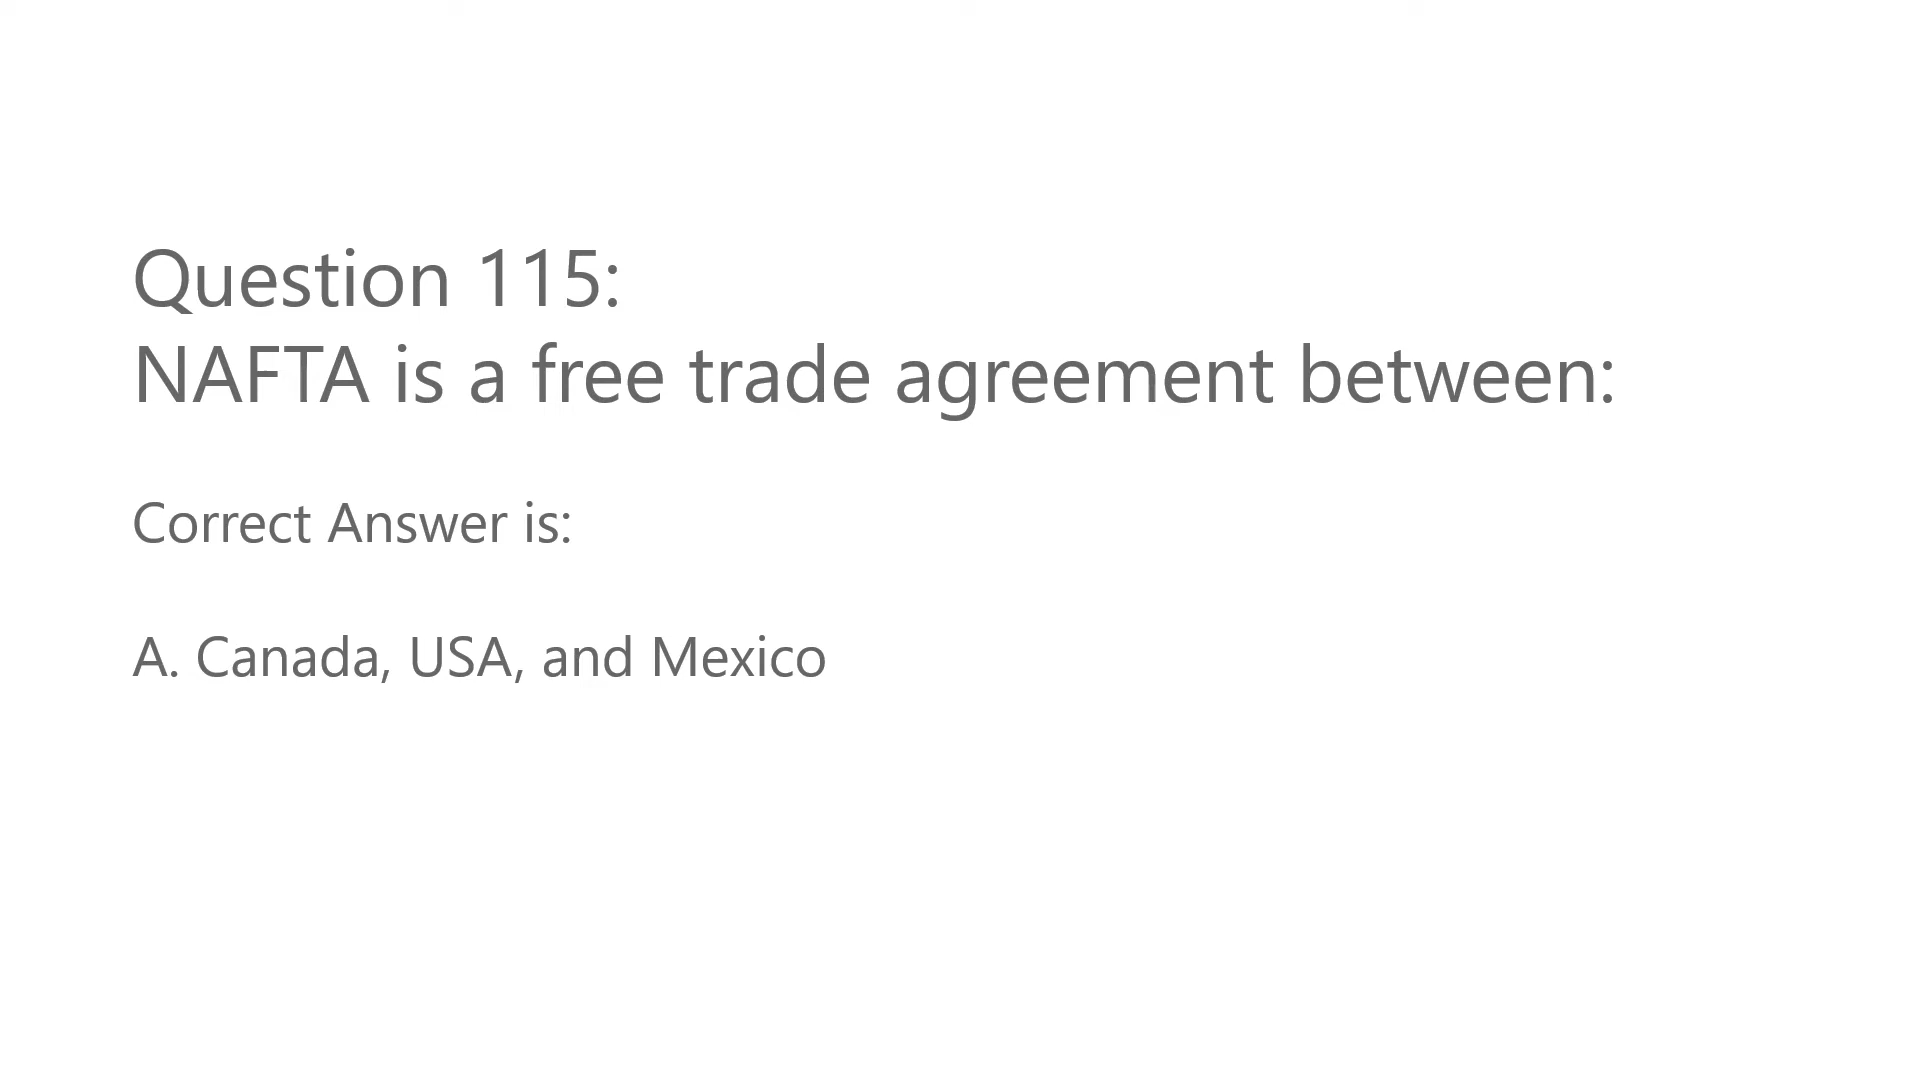 Question 115:
NAFTA is a free trade agreement between:
Correct Answer is:
A. Canada, USA, and Mexico